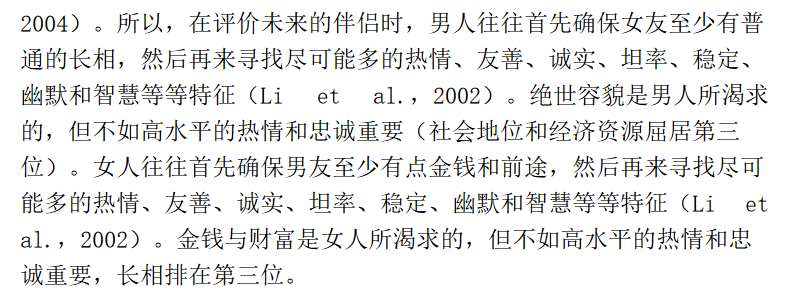 2004）。所以，在评价未来的伴侣时，男人往往首先确保女友至少有普
通的长相，然后再来寻找尽可能多的热情、友善、诚实、坦率、稳定、
幽默和智慧等等特征（Li et al.，2002）。绝世容貌是男人所渴求
的，但不如高水平的热情和忠诚重要（社会地位和经济资源屈居第三
位）。女人往往首先确保男友至少有点金钱和前途，然后再来寻找尽可
能多的热情、友善、诚实、坦率、稳定、幽默和智慧等等特征（Li et
al.，2002）。金钱与财富是女人所渴求的，但不如高水平的热情和忠
诚重要，长相排在第三位。